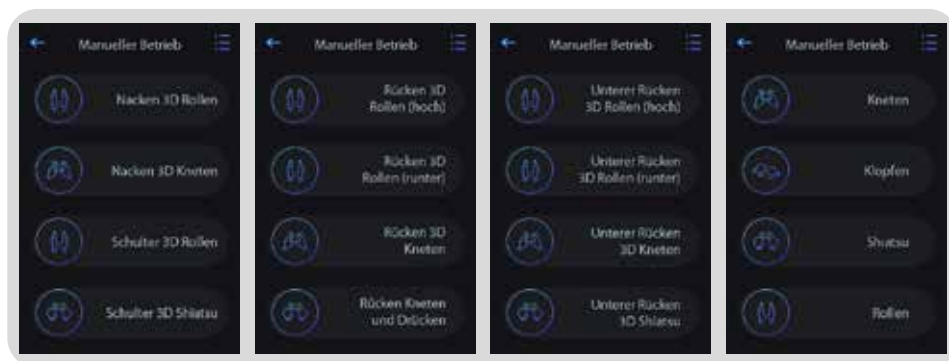 Manueller Betrieb
Nacken 3D Rollen
Nacken 3D Kneten
Schulter 3D Rollen
Schulter 3D Shiatsu
Manueller Betrieb
Rücken 3D
Rollen (hoch)
Rücken 3D
Rollen (runter)
Rücken 3D
Kneten
Rücken Kneten
und Drücken
Manueller Betrieb
Unterer Rücken
3D Rollen (hoch)
Unterer Rücken
3D Rollen (runter)
Unterer Rücken
3D Kneten
Unterer Rücken
3D Shiatsu
Manueller Betrieb
Kneten
Klopfen
Shiatsu
Rollen